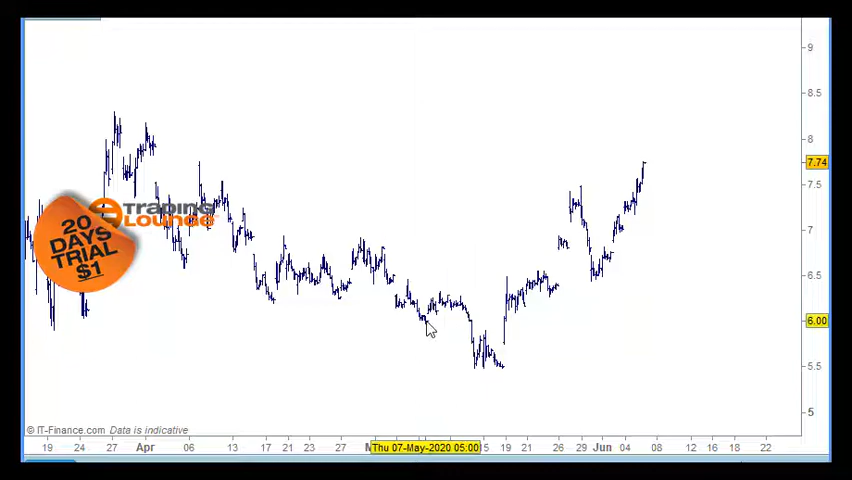 9
8.5
8
7.74
7.5
TRADING
LOUNGE
20
DAYS
TRIAL
$1
7
6.5
6.00
5.5
5
© IT-Finance.com Data is indicative
19 24 27 Apr 06 13 17 21 23 27 Thu 07-May-2020 05:00 15 19 21 26 29 Jun 04 08 12 16 18 22